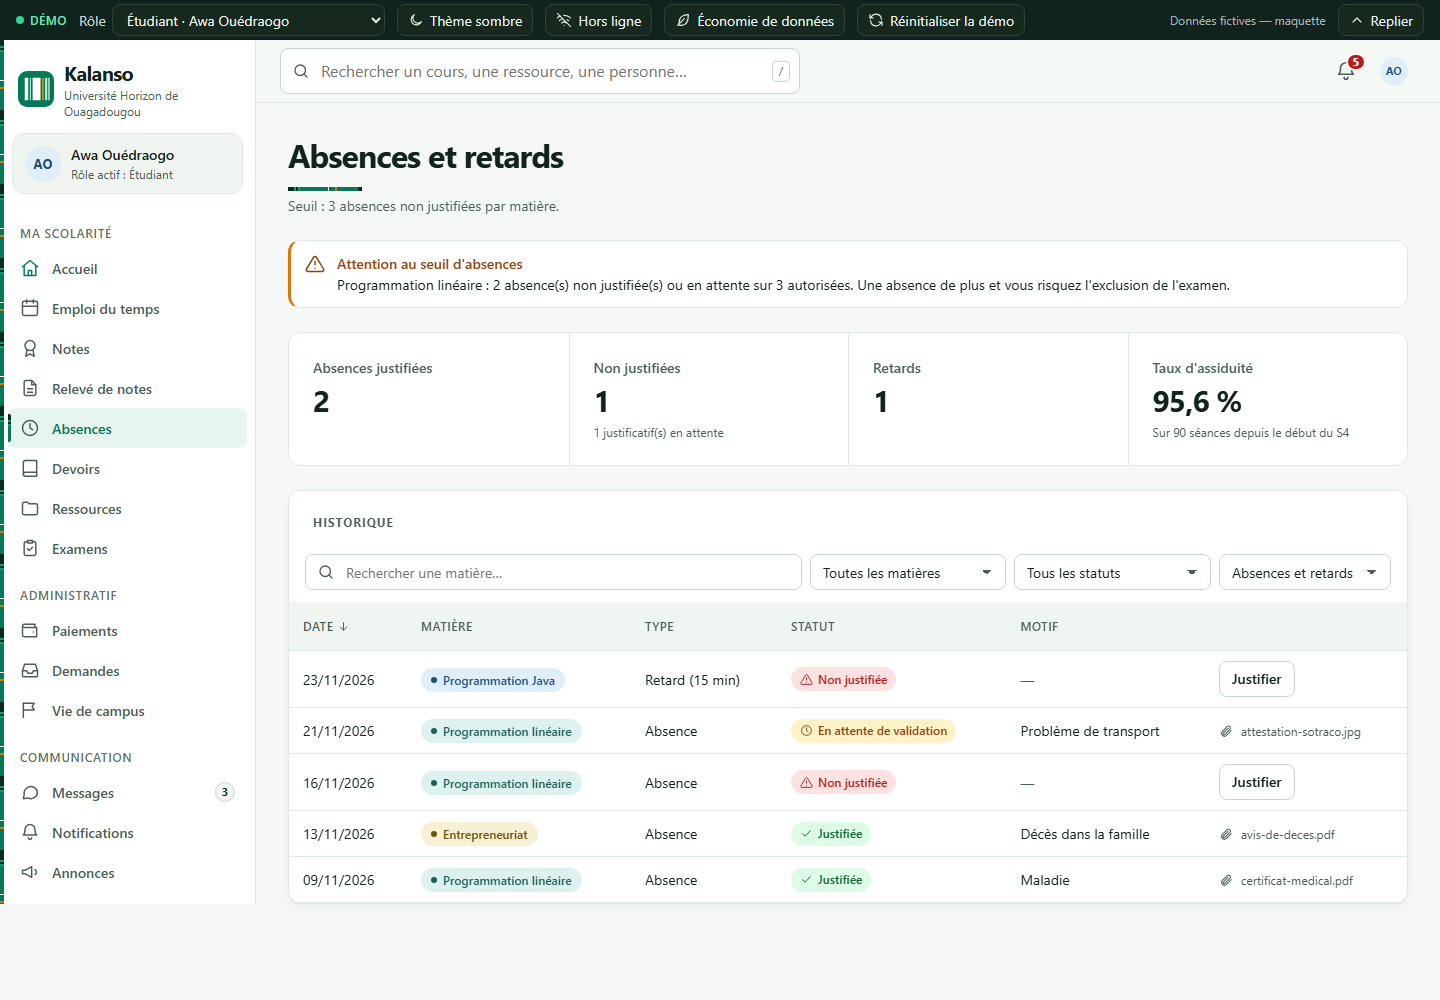 DÉMO Rôle Étudiant · Awa Ouédraogo Thème sombre Hors ligne Économie de données Réinitialiser la démo Données fictives — maquette Replier
Kalanso
Université Horizon de
Ouagadougou
Rechercher un cours, une ressource, une personne... /
5
AO
AO
Awa Ouédraogo
Rôle actif : Étudiant
MA SCOLARITÉ
Accueil
Emploi du temps
Notes
Relevé de notes
Absences
Devoirs
Ressources
Examens
ADMINISTRATIF
Paiements
Demandes
Vie de campus
COMMUNICATION
Messages 3
Notifications
Annonces
Absences et retards
Seuil : 3 absences non justifiées par matière.
Attention au seuil d'absences
Programmation linéaire : 2 absence(s) non justifiée(s) ou en attente sur 3 autorisées. Une absence de plus et vous risquez l'exclusion de l'examen.
Absences justifiées
2
Non justifiées
1
1 justificatif(s) en attente
Retards
1
Taux d'assiduité
95,6 %
Sur 90 séances depuis le début du S4
HISTORIQUE
Rechercher une matière... Toutes les matières Tous les statuts Absences et retards
DATE ↓ MATIÈRE TYPE STATUT MOTIF
23/11/2026 Programmation Java Retard (15 min) Non justifiée — Justifier
21/11/2026 Programmation linéaire Absence En attente de validation Problème de transport attestation-sotraco.jpg
16/11/2026 Programmation linéaire Absence Non justifiée — Justifier
13/11/2026 Entrepreneuriat Absence Justifiée Décès dans la famille avis-de-deces.pdf
09/11/2026 Programmation linéaire Absence Justifiée Maladie certificat-medical.pdf